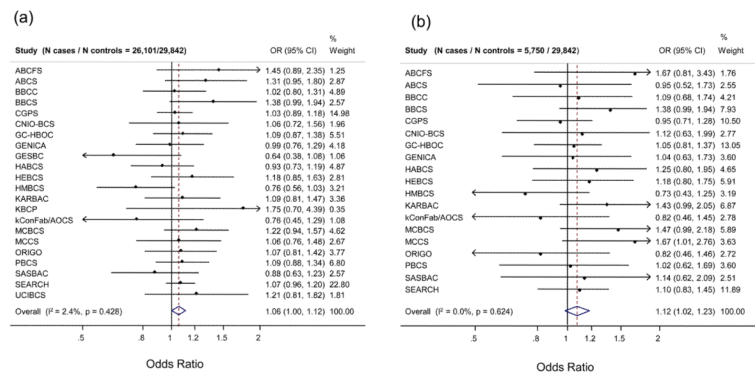 (a)
%
Study (N cases / N controls = 26,101/29,842) OR (95% CI) Weight
ABCFS 1.45 (0.89, 2.35) 1.25
ABCS 1.31 (0.95, 1.80) 2.87
BBCC 1.02 (0.80, 1.31) 4.89
BBCS 1.38 (0.99, 1.94) 2.57
CGPS 1.03 (0.89, 1.18) 14.98
CNIO-BCS 1.06 (0.72, 1.56) 1.96
GC-HBOC 1.09 (0.87, 1.38) 5.51
GENICA 0.99 (0.76, 1.29) 4.18
GESBC 0.64 (0.38, 1.08) 1.06
HABCS 0.93 (0.73, 1.19) 4.87
HEBCS 1.18 (0.85, 1.63) 2.81
HMBCS 0.76 (0.56, 1.03) 3.21
KARBAC 1.09 (0.81, 1.47) 3.36
KBCP 1.75 (0.70, 4.39) 0.35
kConFab/AOCS 0.76 (0.45, 1.29) 1.08
MCBCS 1.22 (0.94, 1.57) 4.62
MCCS 1.06 (0.76, 1.48) 2.67
ORIGO 1.07 (0.81, 1.42) 3.77
PBCS 1.09 (0.88, 1.34) 6.80
SASBAC 0.88 (0.63, 1.23) 2.57
SEARCH 1.07 (0.96, 1.20) 22.80
UCIBCS 1.21 (0.81, 1.82) 1.81
Overall (I² = 2.4%, p = 0.428) 1.06 (1.00, 1.12) 100.00
.5 .8 1 1.2 1.5 2
Odds Ratio
(b)
%
Study (N cases / N controls = 5,750 / 29,842) OR (95% CI) Weight
ABCFS 1.67 (0.81, 3.43) 1.76
ABCS 0.95 (0.52, 1.73) 2.55
BBCC 1.09 (0.68, 1.74) 4.21
BBCS 1.38 (0.99, 1.94) 7.93
CGPS 0.95 (0.71, 1.28) 10.50
CNIO-BCS 1.12 (0.63, 1.99) 2.77
GC-HBOC 1.05 (0.81, 1.37) 13.05
GENICA 1.04 (0.63, 1.73) 3.60
HABCS 1.25 (0.80, 1.95) 4.65
HEBCS 1.18 (0.80, 1.75) 5.91
HMBCS 0.73 (0.43, 1.25) 3.19
KARBAC 1.43 (0.99, 2.05) 6.87
kConFab/AOCS 0.82 (0.46, 1.45) 2.78
MCBCS 1.47 (0.99, 2.18) 5.89
MCCS 1.67 (1.01, 2.76) 3.63
ORIGO 0.82 (0.46, 1.46) 2.72
PBCS 1.02 (0.62, 1.69) 3.60
SASBAC 1.14 (0.62, 2.09) 2.51
SEARCH 1.10 (0.83, 1.45) 11.89
Overall (I² = 0.0%, p = 0.624) 1.12 (1.02, 1.23) 100.00
.5 .8 1 1.2 1.5 2
Odds Ratio